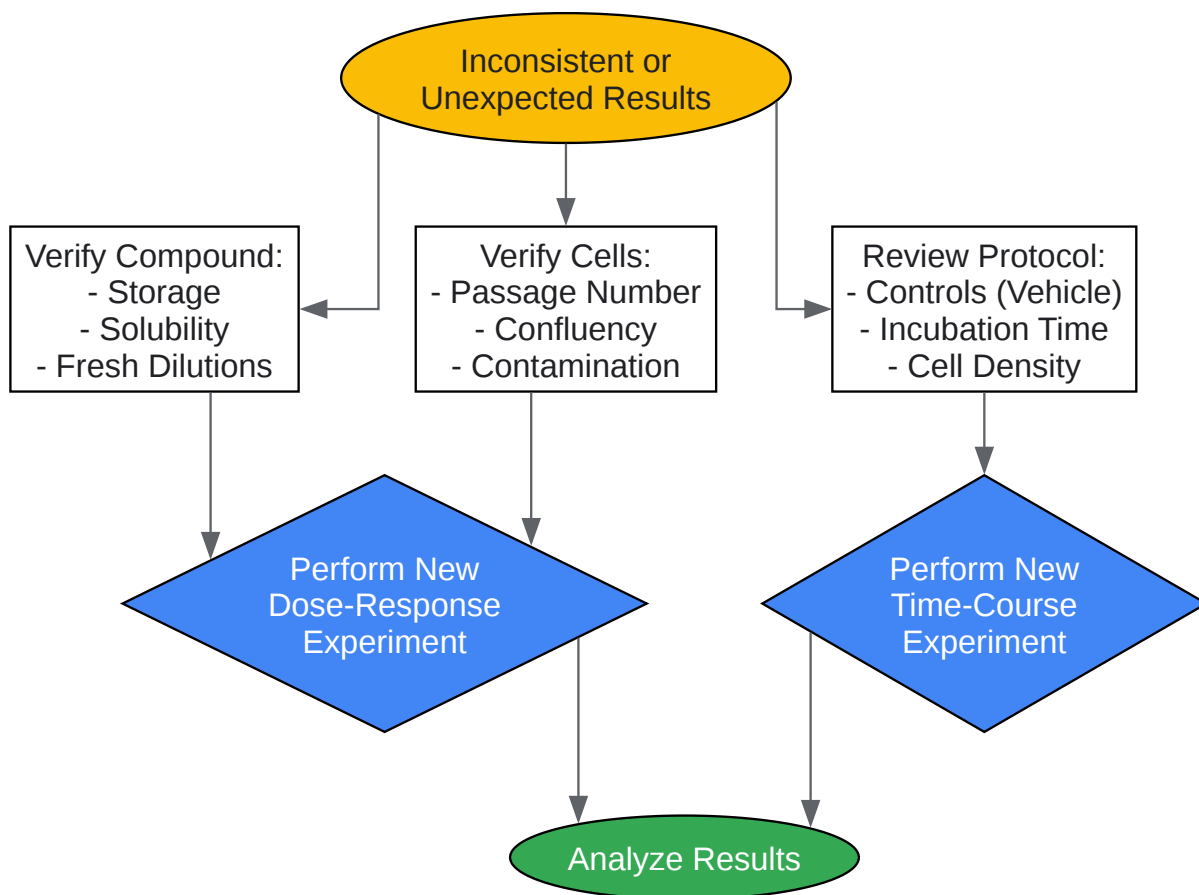 Inconsistent or
Unexpected Results
Verify Compound:
- Storage
- Solubility
- Fresh Dilutions
Verify Cells:
- Passage Number
- Confluency
- Contamination
Review Protocol:
- Controls (Vehicle)
- Incubation Time
- Cell Density
Perform New
Dose-Response
Experiment
Perform New
Time-Course
Experiment
Analyze Results